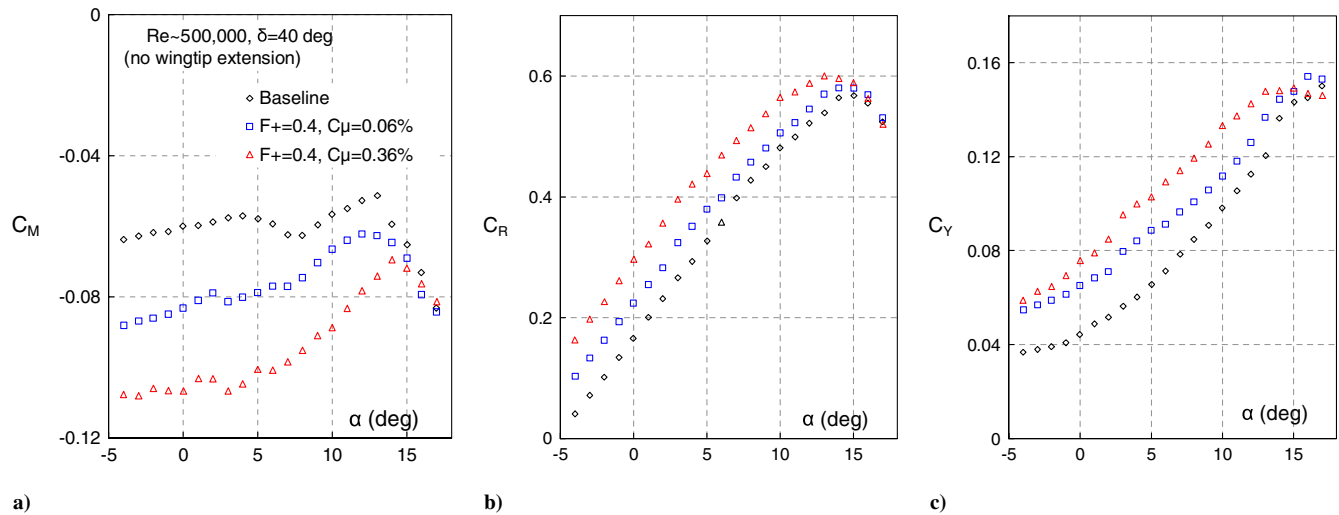 0
Re~500,000, δ=40 deg
(no wingtip extension)
Baseline
F+=0.4, Cμ=0.06%
F+=0.4, Cμ=0.36%
-0.04
C_M
-0.08
α (deg)
-0.12
-5 0 5 10 15
a)
0.6
0.4
C_R
0.2
α (deg)
0
-5 0 5 10 15
b)
0.16
0.12
C_Y
0.08
0.04
α (deg)
0.00
-5 0 5 10 15
c)